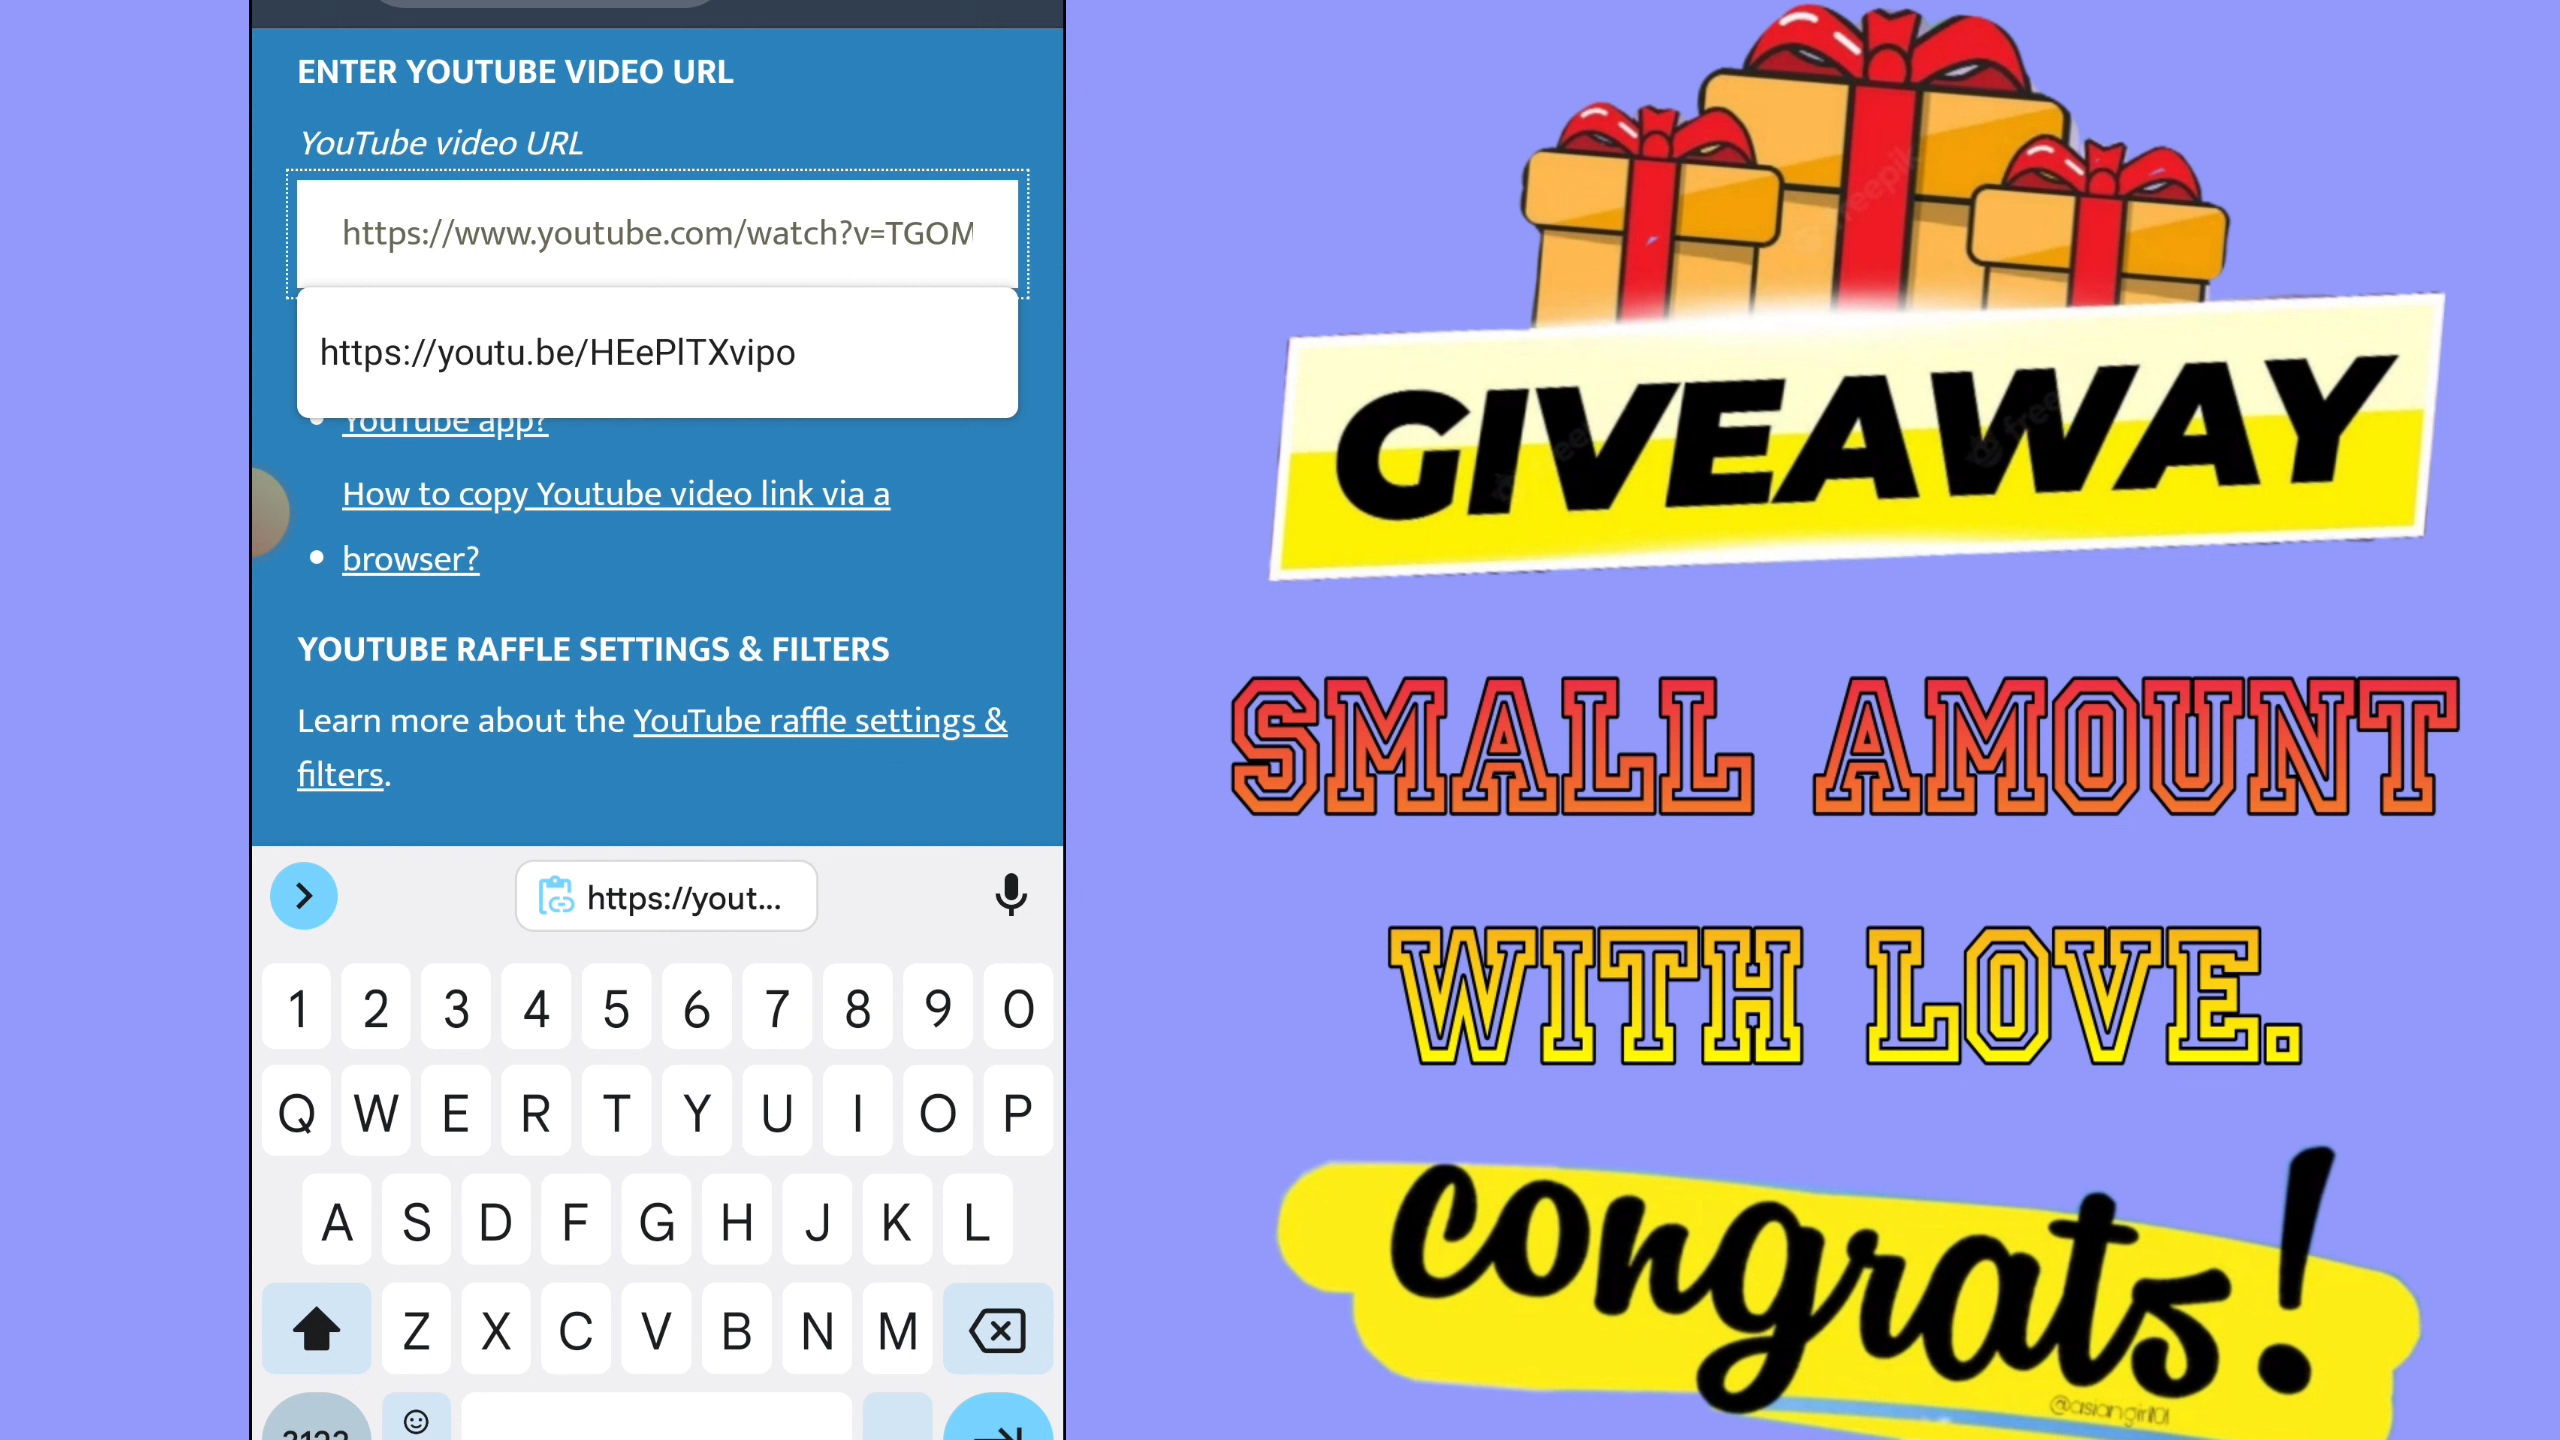 ENTER YOUTUBE VIDEO URL
YouTube video URL
https://www.youtube.com/watch?v=TGOM
https://youtu.be/HEePlTXvipo
YouTube app?
How to copy Youtube video link via a
browser?
YOUTUBE RAFFLE SETTINGS & FILTERS
Learn more about the YouTube raffle settings &
filters.
https://yout...
1 2 3 4 5 6 7 8 9 0
Q W E R T Y U I O P
A S D F G H J K L
Z X C V B N M
GIVEAWAY
SMALL AMOUNT
WITH LOVE.
congrats!
@asiangirl101